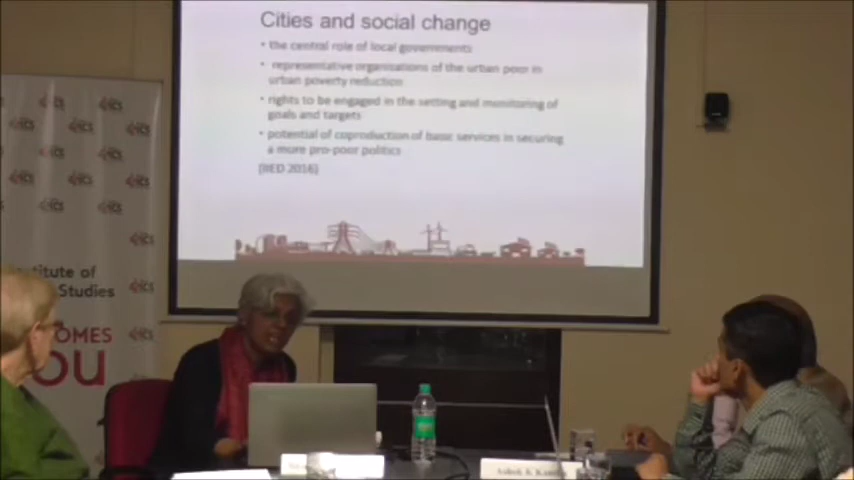 Cities and social change
• the central role of local governments
• representative organisations of the urban poor in
urban poverty reduction
• rights to be engaged in the setting and monitoring of
goals and targets
• potential of coproduction of basic services in securing
a more pro-poor politics
(IIED 2016)
stitute of
Studies
OMES
OU
Ashok K